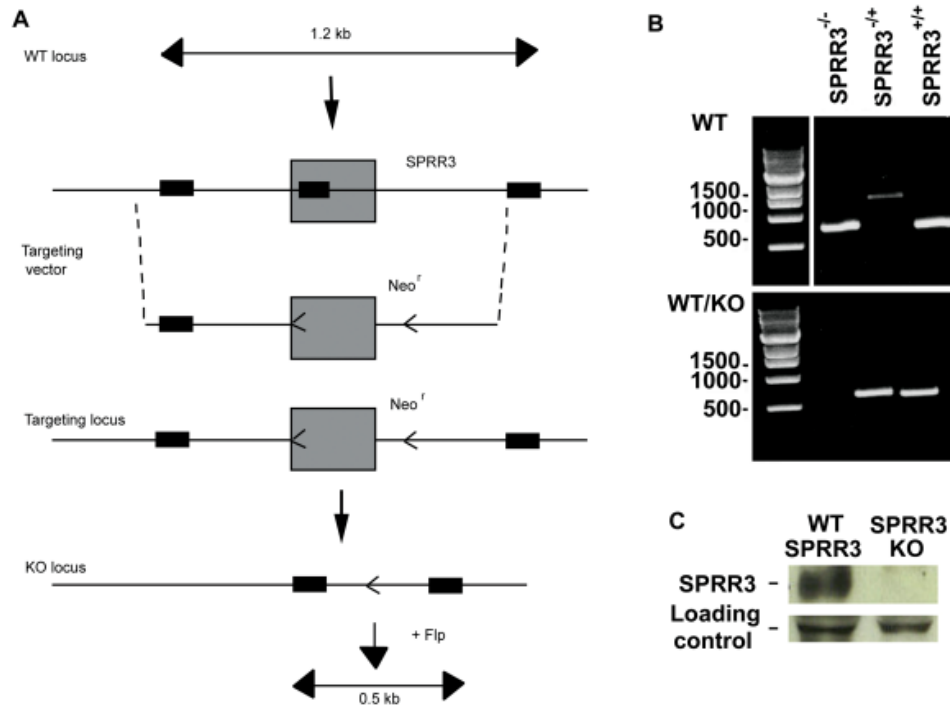 A
1.2 kb
WT locus
SPRR3
Targeting
vector
Neo^r
Targeting locus
Neo^r
KO locus
+ Flp
0.5 kb
B
SPRR3^-/-
SPRR3^-/+
SPRR3^+/+
WT
1500-
1000-
500-
WT/KO
1500-
1000-
500-
C
WT
SPRR3
SPRR3
KO
SPRR3 -
Loading
control -